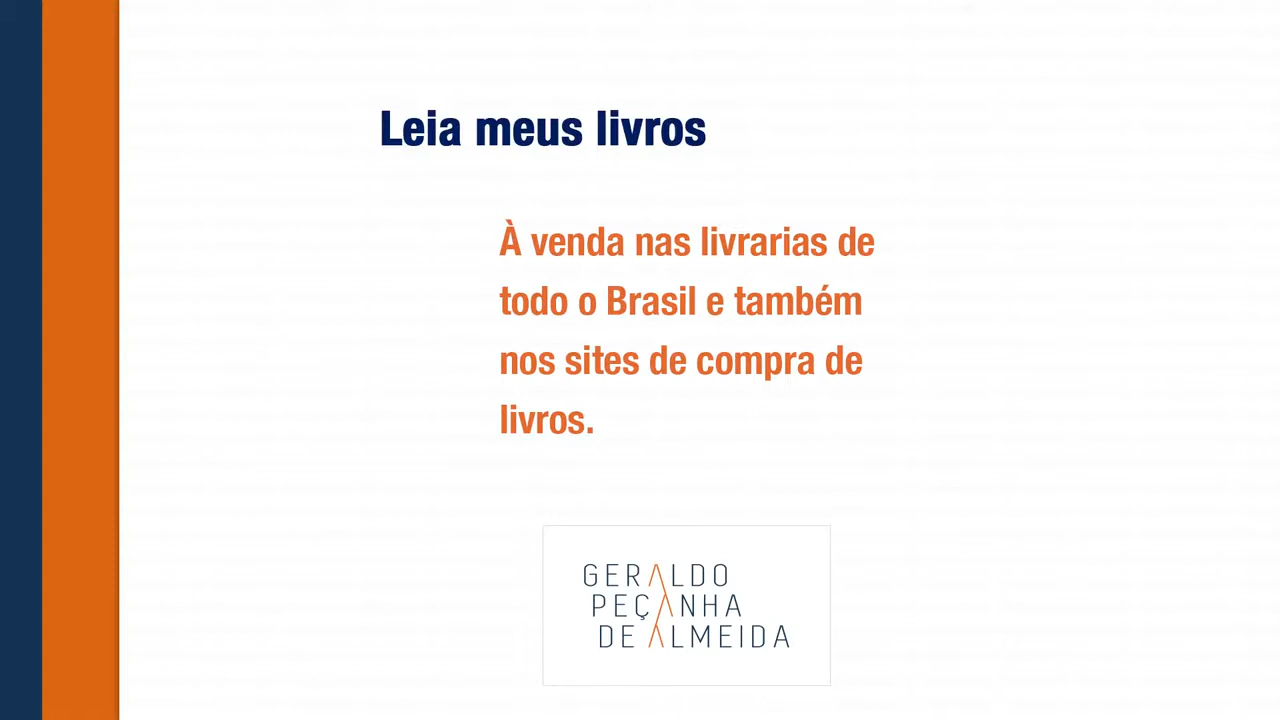 Leia meus livros
À venda nas livrarias de
todo o Brasil e também
nos sites de compra de
livros.
GERALDO
PEÇANHA
DE ALMEIDA